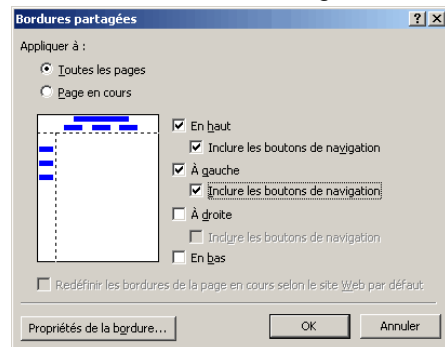 Bordures partagées
Appliquer à :
Toutes les pages
Page en cours
En haut
Inclure les boutons de navigation
À gauche
Inclure les boutons de navigation
À droite
Inclure les boutons de navigation
En bas
Redéfinir les bordures de la page en cours selon le site Web par défaut
Propriétés de la bordure... OK Annuler